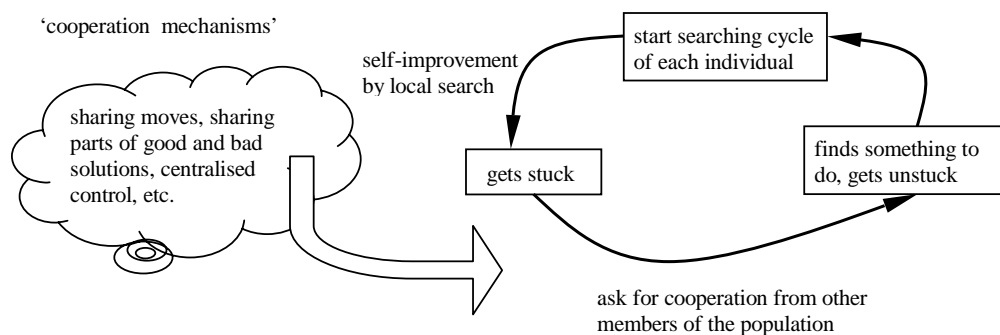 ‘cooperation mechanisms’
sharing moves, sharing
parts of good and bad
solutions, centralised
control, etc.
self-improvement
by local search
start searching cycle
of each individual
gets stuck
finds something to
do, gets unstuck
ask for cooperation from other
members of the population